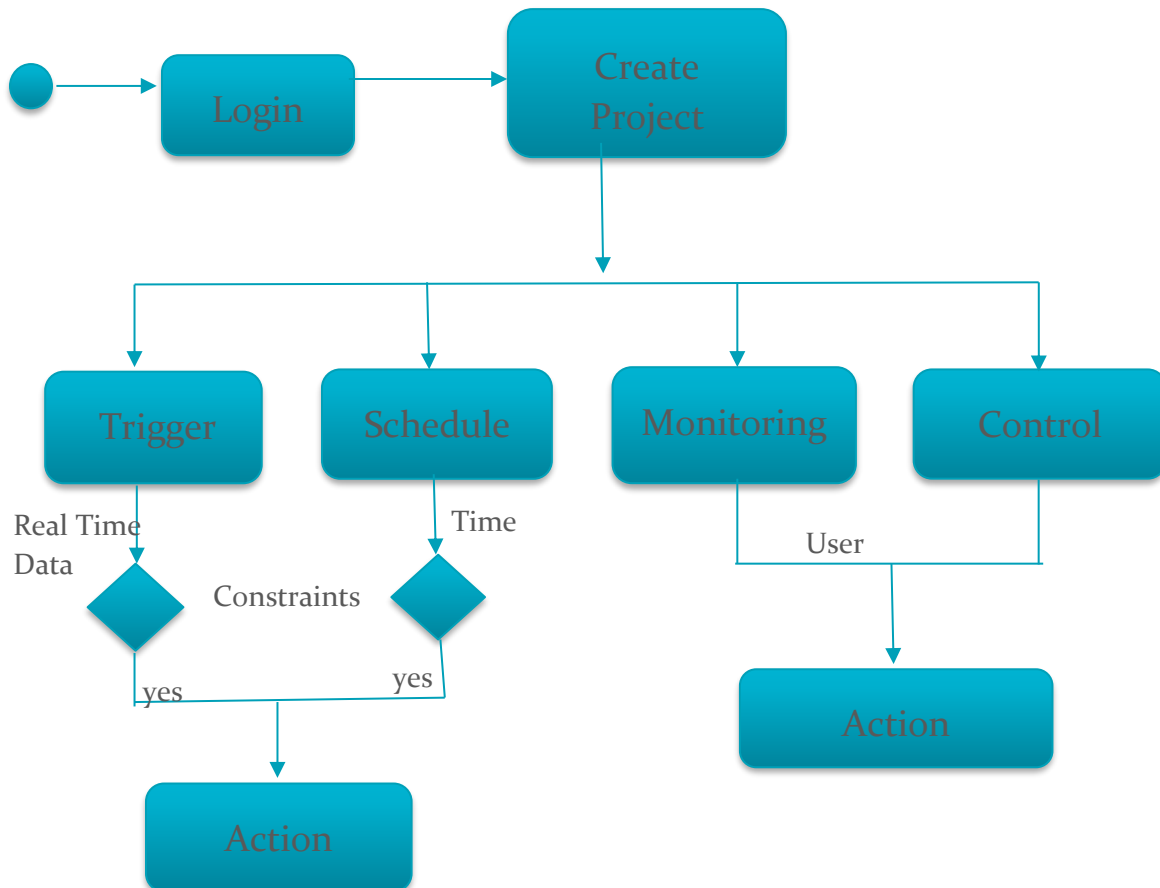 Login
Create
Project
Trigger
Schedule
Monitoring
Control
Real Time
Data
Time
User
Constraints
yes
yes
Action
Action